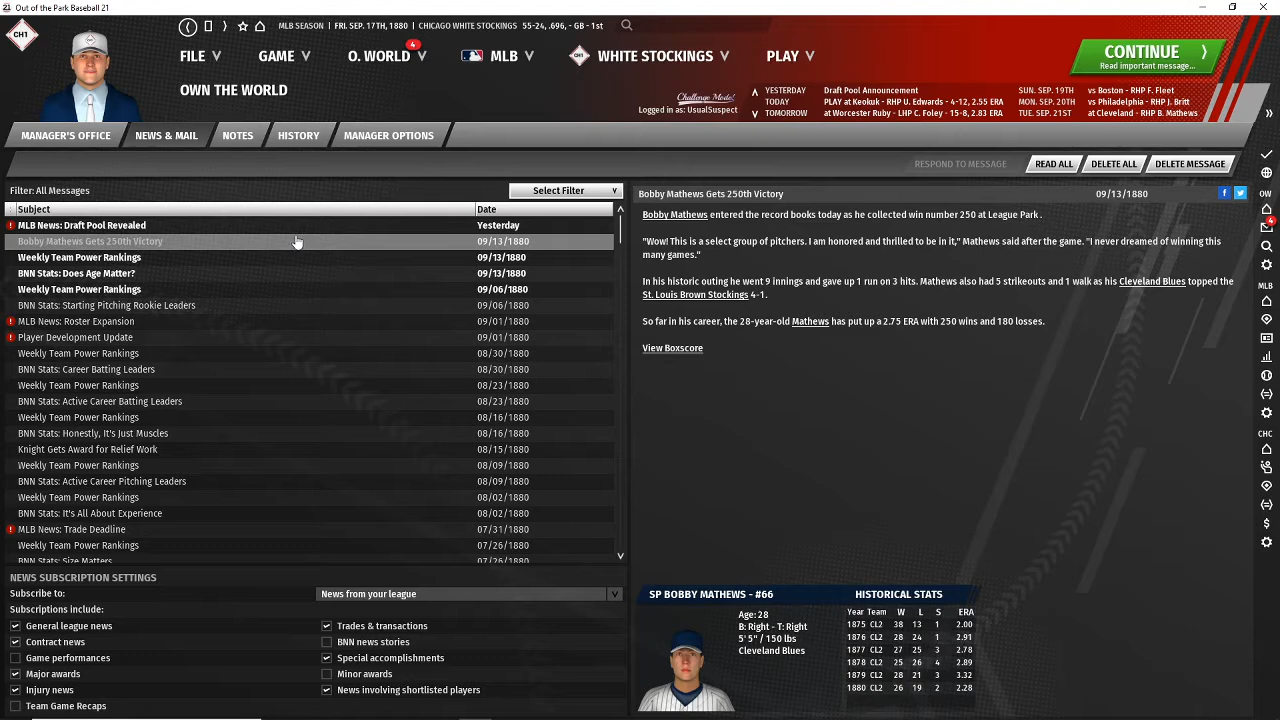 Out of the Park Baseball 21
CH1
MLB SEASON | FRI. SEP. 17TH, 1880 | CHICAGO WHITE STOCKINGS 55-24, .696, - GB - 1st
FILE GAME O. WORLD 4 MLB CH1 WHITE STOCKINGS PLAY
CONTINUE
Read important message...
OWN THE WORLD
Challenge Mode!
Logged in as: UsualSuspect
YESTERDAY Draft Pool Announcement SUN. SEP. 19TH vs Boston - RHP F. Fleet
TODAY PLAY at Keokuk - RHP U. Edwards - 4-12, 2.55 ERA MON. SEP. 20TH vs Philadelphia - RHP J. Britt
TOMORROW at Worcester Ruby - LHP C. Foley - 15-8, 2.83 ERA TUE. SEP. 21ST at Cleveland - RHP B. Mathews
MANAGER'S OFFICE NEWS & MAIL NOTES HISTORY MANAGER OPTIONS
RESPOND TO MESSAGE READ ALL DELETE ALL DELETE MESSAGE
Filter: All Messages Select Filter
Subject Date
MLB News: Draft Pool Revealed Yesterday
Bobby Mathews Gets 250th Victory 09/13/1880
Weekly Team Power Rankings 09/13/1880
BNN Stats: Does Age Matter? 09/13/1880
Weekly Team Power Rankings 09/06/1880
BNN Stats: Starting Pitching Rookie Leaders 09/06/1880
MLB News: Roster Expansion 09/01/1880
Player Development Update 09/01/1880
Weekly Team Power Rankings 08/30/1880
BNN Stats: Career Batting Leaders 08/30/1880
Weekly Team Power Rankings 08/23/1880
BNN Stats: Active Career Batting Leaders 08/23/1880
Weekly Team Power Rankings 08/16/1880
BNN Stats: Honestly, It's Just Muscles 08/16/1880
Knight Gets Award for Relief Work 08/15/1880
Weekly Team Power Rankings 08/09/1880
BNN Stats: Active Career Pitching Leaders 08/09/1880
Weekly Team Power Rankings 08/02/1880
BNN Stats: It's All About Experience 08/02/1880
MLB News: Trade Deadline 07/31/1880
Weekly Team Power Rankings 07/26/1880
BNN Stats: Size Matters 07/26/1880
NEWS SUBSCRIPTION SETTINGS
Subscribe to: News from your league
Subscriptions include:
General league news Trades & transactions
Contract news BNN news stories
Game performances Special accomplishments
Major awards Minor awards
Injury news News involving shortlisted players
Team Game Recaps
Bobby Mathews Gets 250th Victory 09/13/1880
Bobby Mathews entered the record books today as he collected win number 250 at League Park .
"Wow! This is a select group of pitchers. I am honored and thrilled to be in it," Mathews said after the game. "I never dreamed of winning this
many games."
In his historic outing he went 9 innings and gave up 1 run on 3 hits. Mathews also had 5 strikeouts and 1 walk as his Cleveland Blues topped the
St. Louis Brown Stockings 4-1.
So far in his career, the 28-year-old Mathews has put up a 2.75 ERA with 250 wins and 180 losses.
View Boxscore
SP BOBBY MATHEWS - #66
Age: 28
B: Right - T: Right
5' 5" / 150 lbs
Cleveland Blues
HISTORICAL STATS
Year Team W L S ERA
1875 CL2 38 13 1 2.00
1876 CL2 28 24 1 2.91
1877 CL2 27 25 3 2.78
1878 CL2 25 26 4 2.89
1879 CL2 28 21 3 3.32
1880 CL2 26 19 2 2.28
OW
4
MLB
CHC